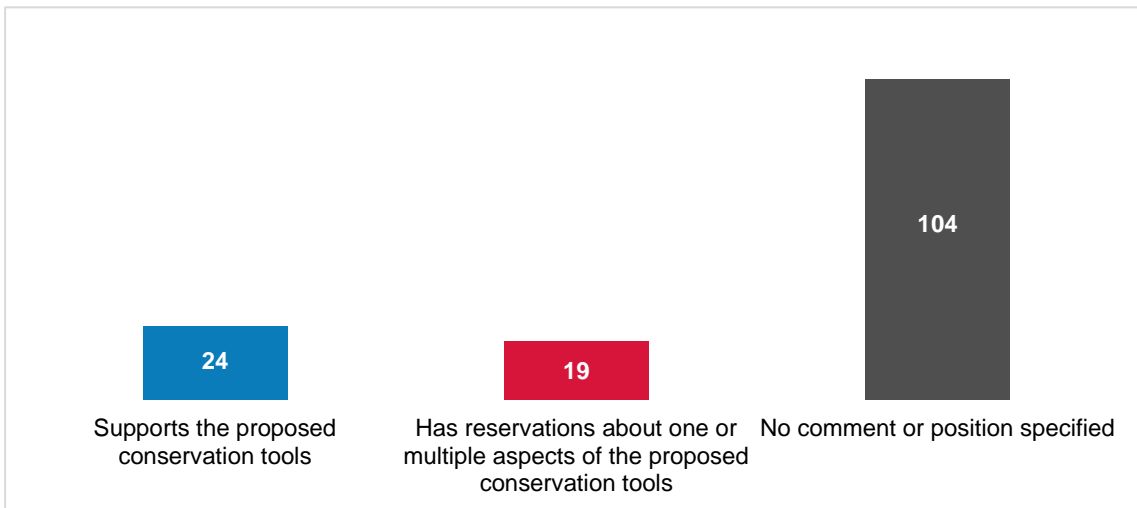 104
24
19
Supports the proposed
conservation tools
Has reservations about one or
multiple aspects of the proposed
conservation tools
No comment or position specified